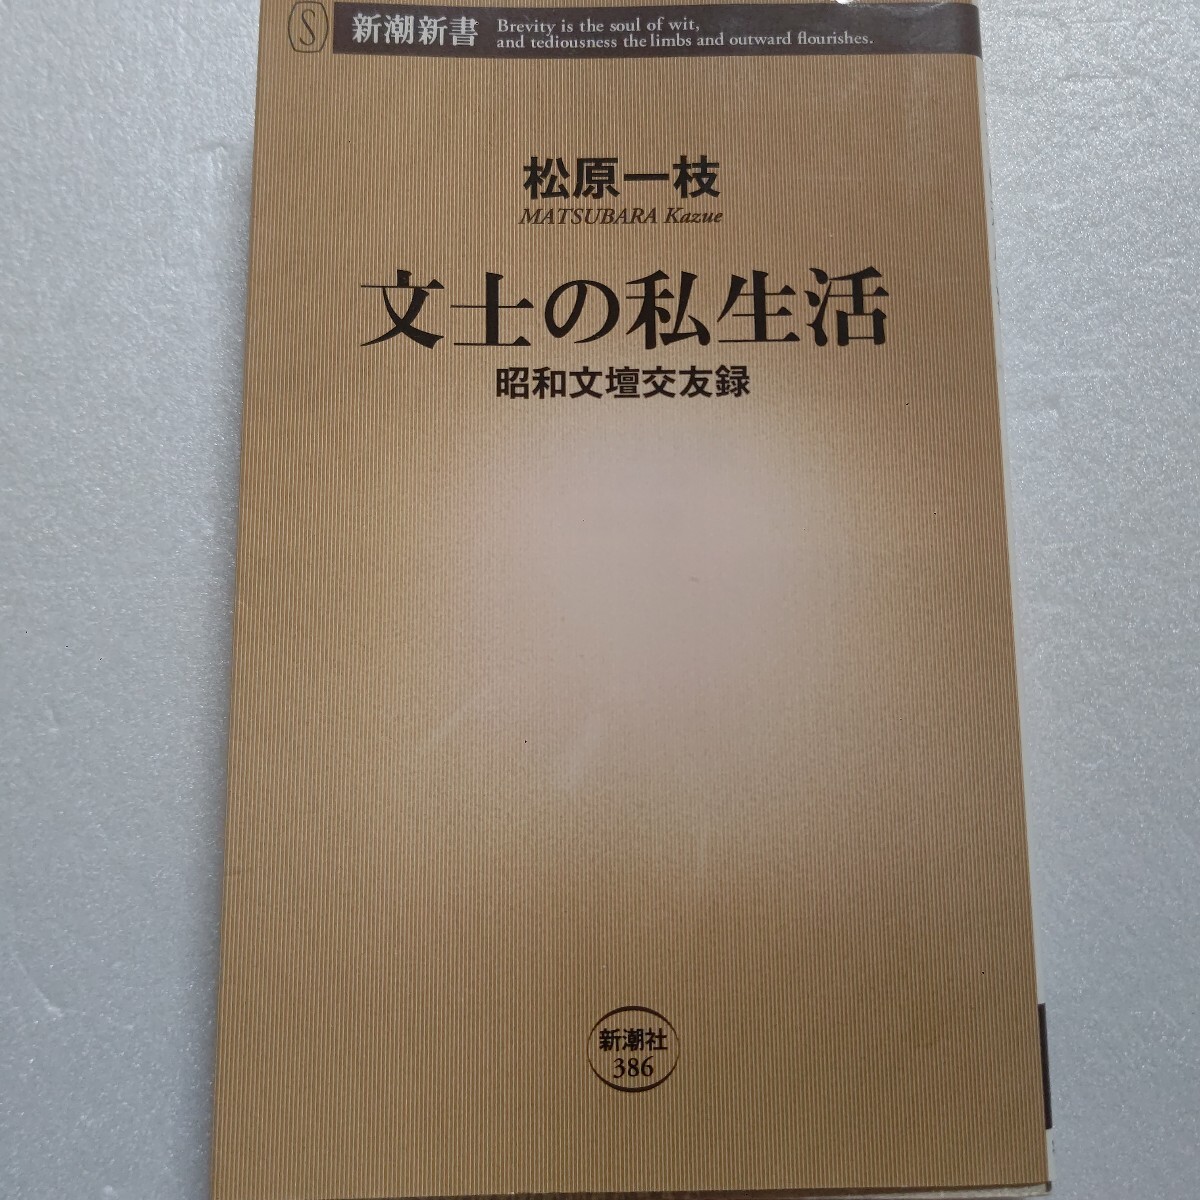 S
新潮新書
Brevity is the soul of wit,
and tediousness the limbs and outward flourishes.
松原一枝
MATSUBARA Kazue
文士の私生活
昭和文壇交友録
新潮社
386